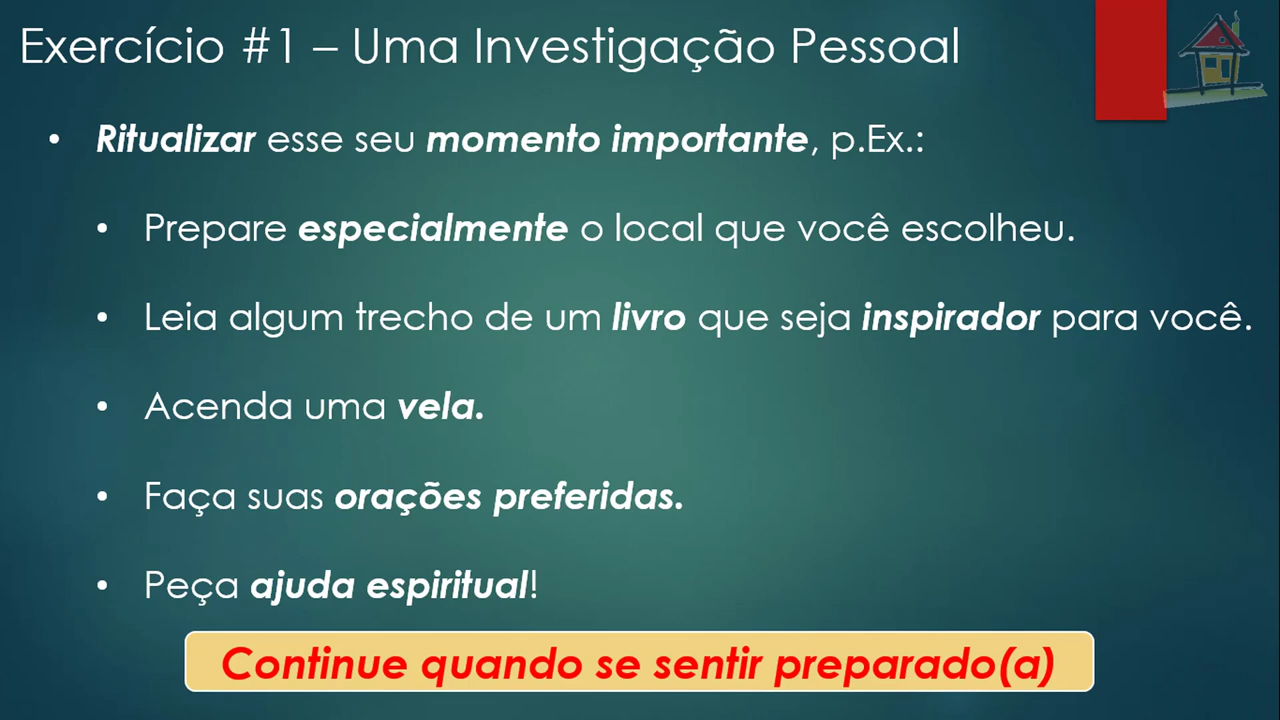 Exercício #1 – Uma Investigação Pessoal
• Ritualizar esse seu momento importante, p.Ex.:
• Prepare especialmente o local que você escolheu.
• Leia algum trecho de um livro que seja inspirador para você.
• Acenda uma vela.
• Faça suas orações preferidas.
• Peça ajuda espiritual!
Continue quando se sentir preparado(a)